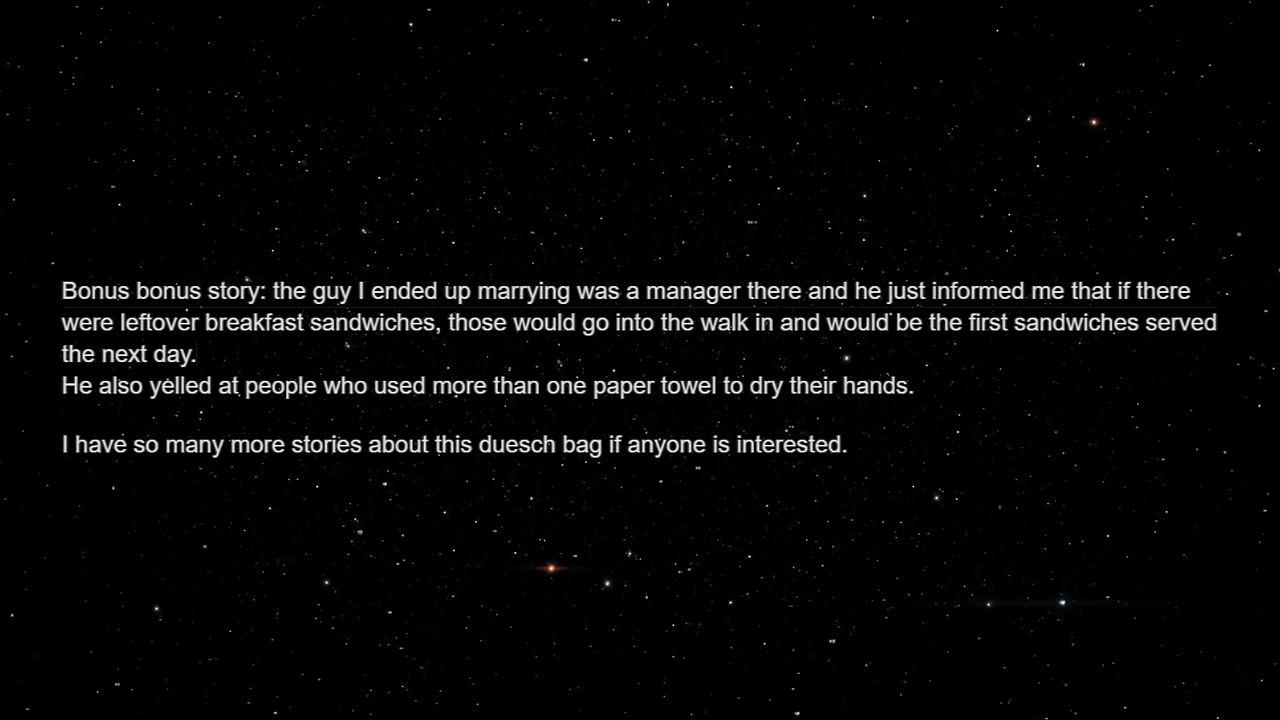 Bonus bonus story: the guy I ended up marrying was a manager there and he just informed me that if there
were leftover breakfast sandwiches, those would go into the walk in and would be the first sandwiches served
the next day.
He also yelled at people who used more than one paper towel to dry their hands.
I have so many more stories about this duesch bag if anyone is interested.